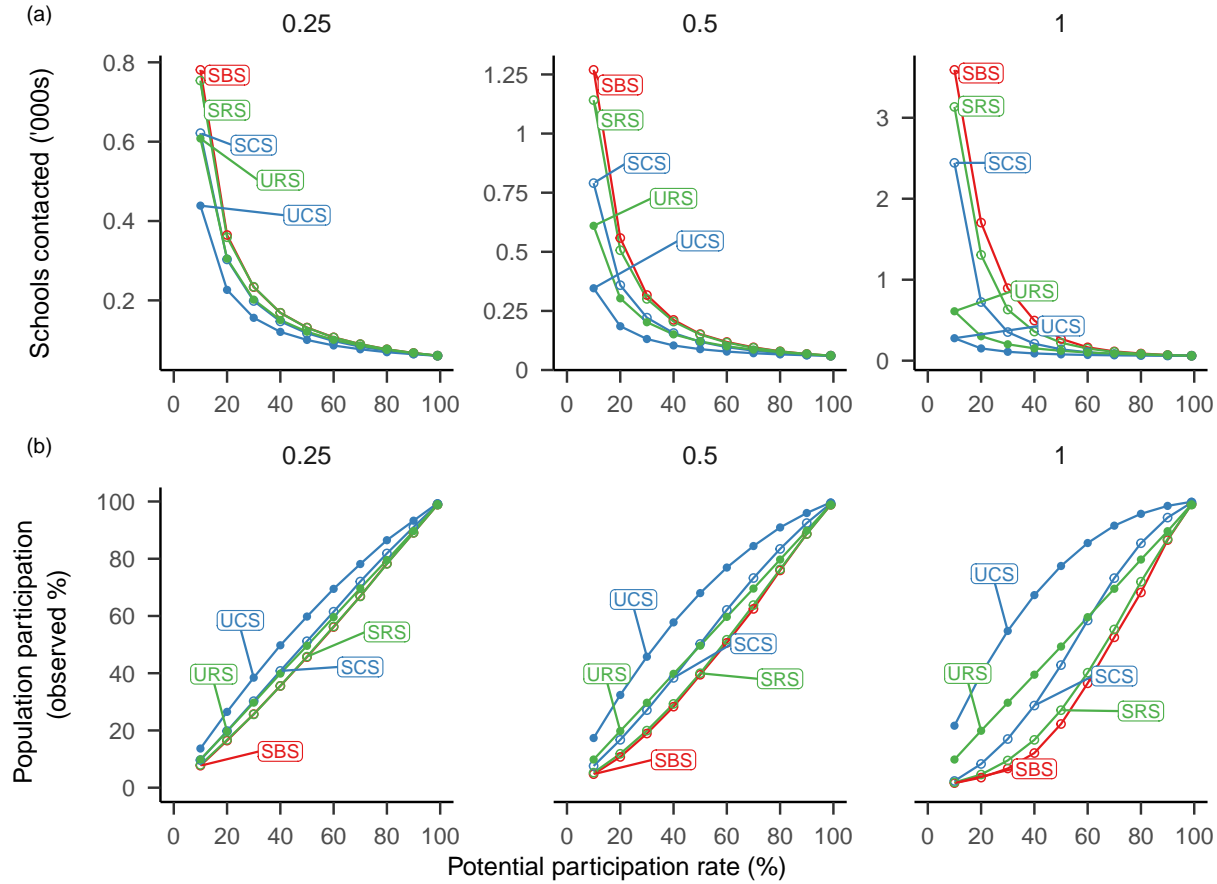 (a)
0.25
0.5
1
Schools contacted ('000s)
0.8
0.6
0.4
0.2
SBS
SRS
SCS
URS
UCS
0 20 40 60 80 100
1.25
1
0.75
0.5
0.25
0
SBS
SRS
SCS
URS
UCS
0 20 40 60 80 100
3
2
1
0
SBS
SRS
SCS
URS
UCS
0 20 40 60 80 100
(b)
0.25
0.5
1
Population participation
(observed %)
100
80
60
40
20
0
UCS
SRS
URS
SCS
SBS
0 20 40 60 80 100
UCS
SCS
URS
SRS
SBS
0 20 40 60 80 100
UCS
URS
SCS
SRS
SBS
0 20 40 60 80 100
Potential participation rate (%)